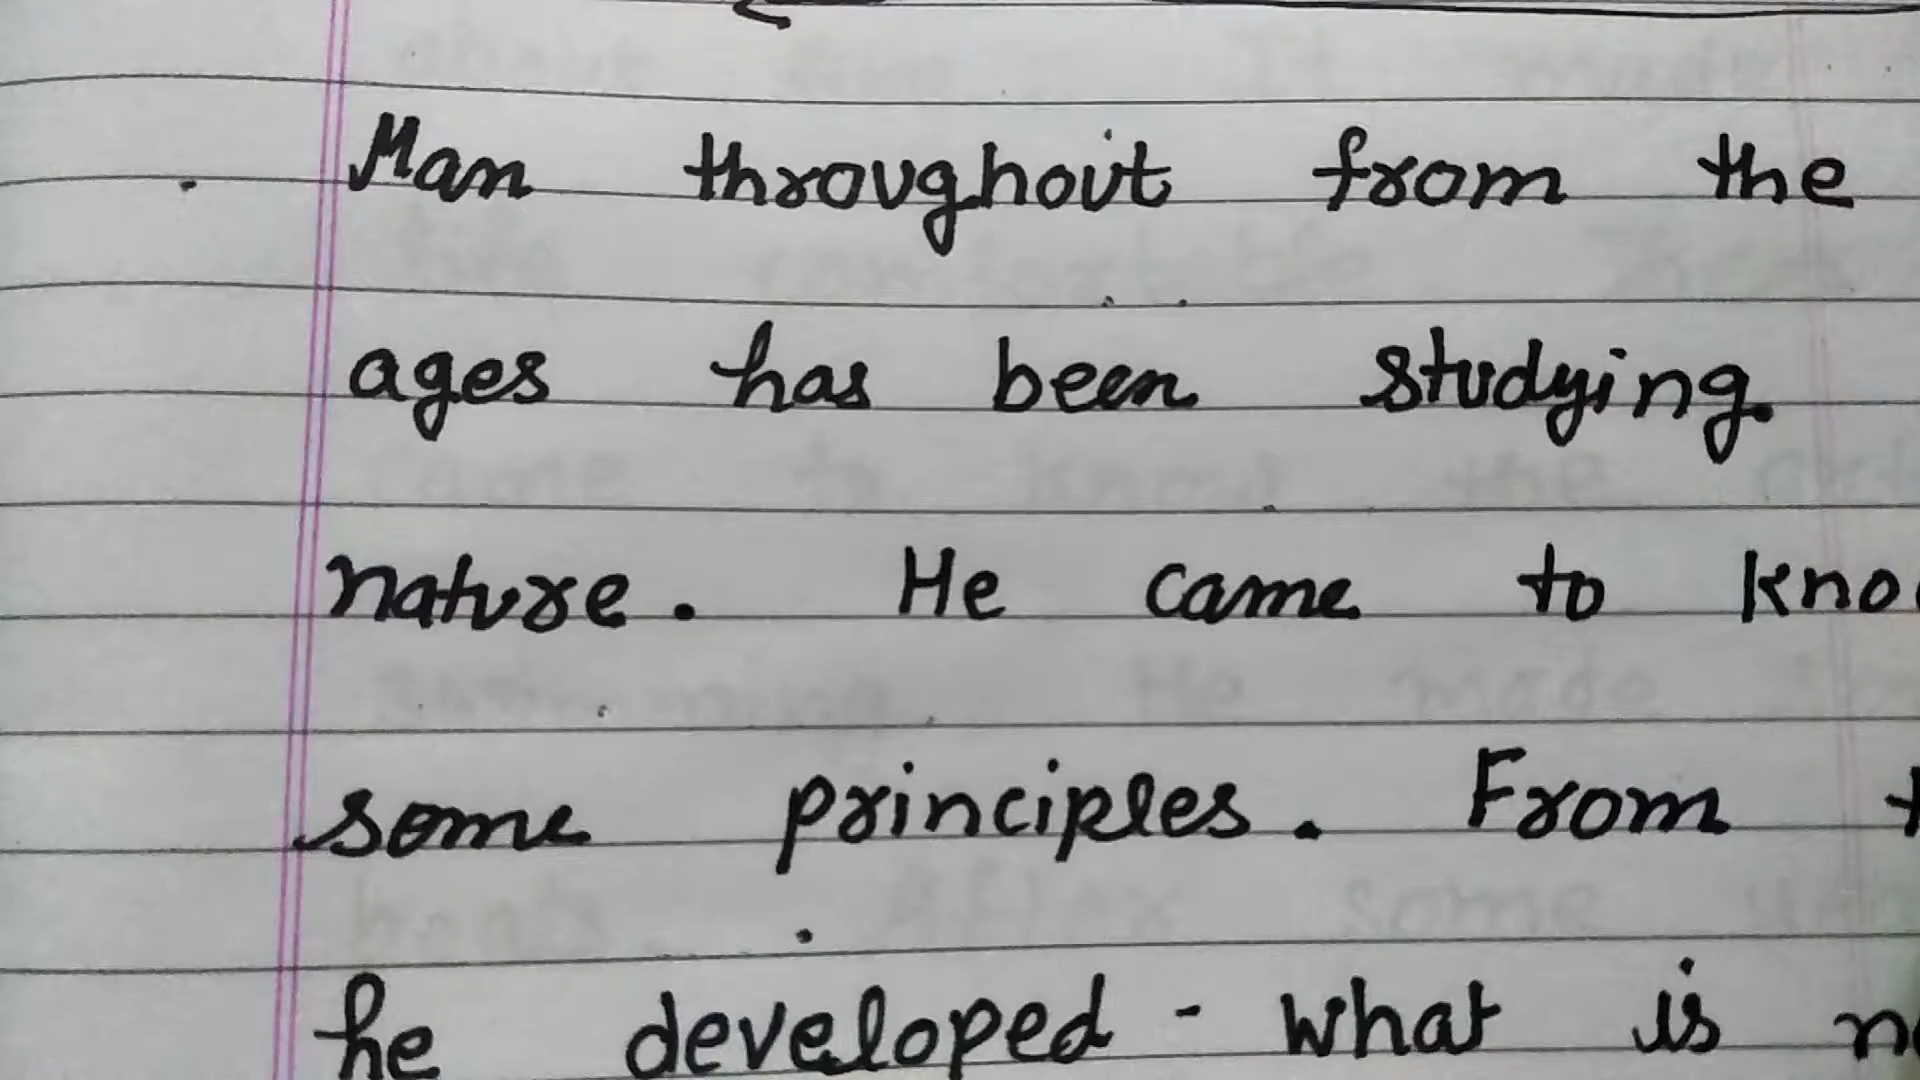 Man throughout from the
ages has been studying.
nature. He came to kno
some principles. From t
he developed - what is n